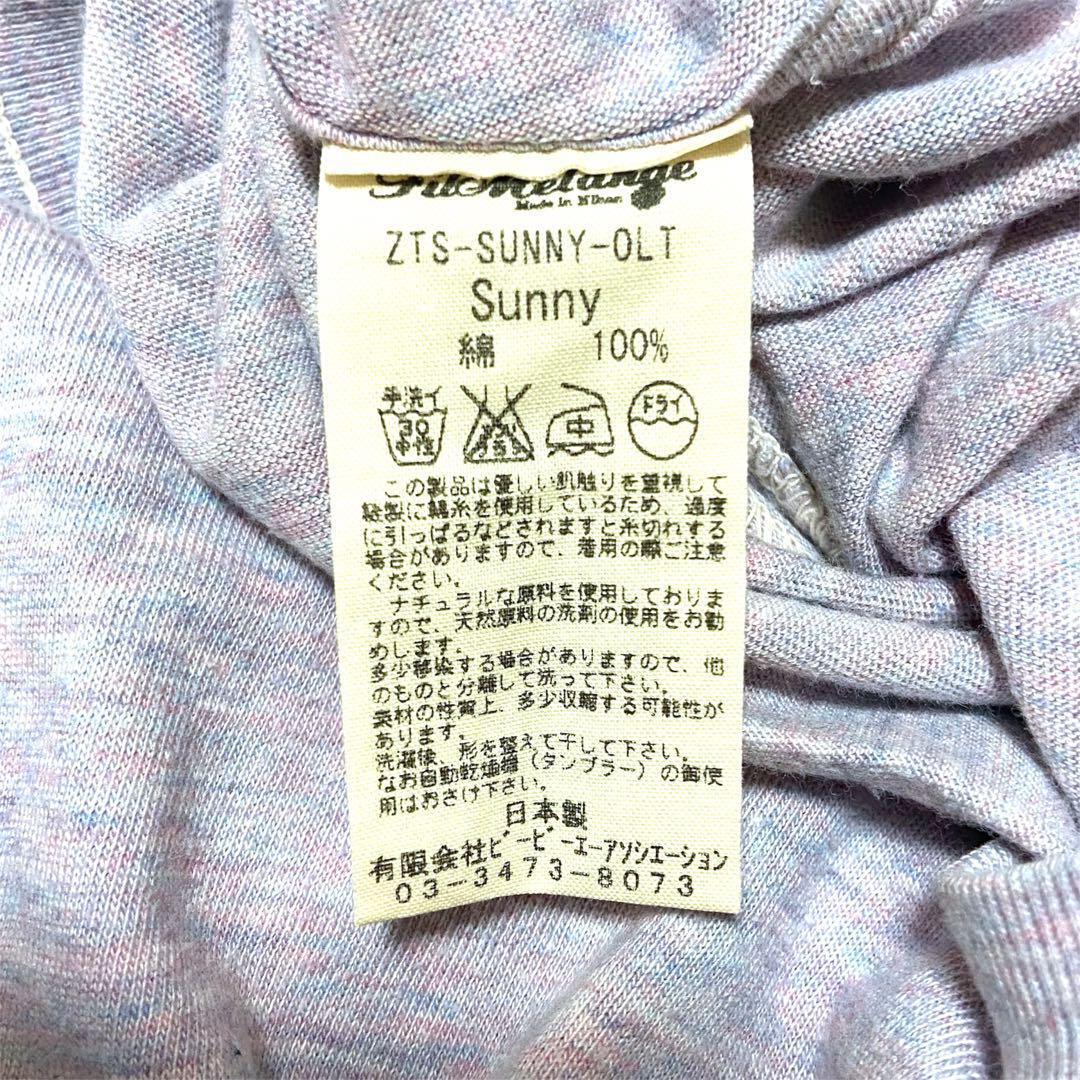 FilMelange
Made in Nihon
ZTS-SUNNY-OLT
Sunny
綿 100%
手洗イ
30
中性
エンソサラシ
中
ドライ
この製品は優しい肌触りを重視して
縫製に綿糸を使用しているため、過度
に引っぱるなどされますと糸切れする
場合がありますので、着用の際ご注意
ください。
ナチュラルな原料を使用しておりま
すので、天然原料の洗剤の使用をお勧
めします。
多少移染する場合がありますので、他
のものと分離して洗って下さい。
素材の性質上、多少収縮する可能性が
あります。
洗濯後、形を整えて干して下さい。
なお自動乾燥機（タンブラー）の御使
用はおさけ下さい。
日本製
有限会社ビービーエーアソシエーション
03-3473-8073